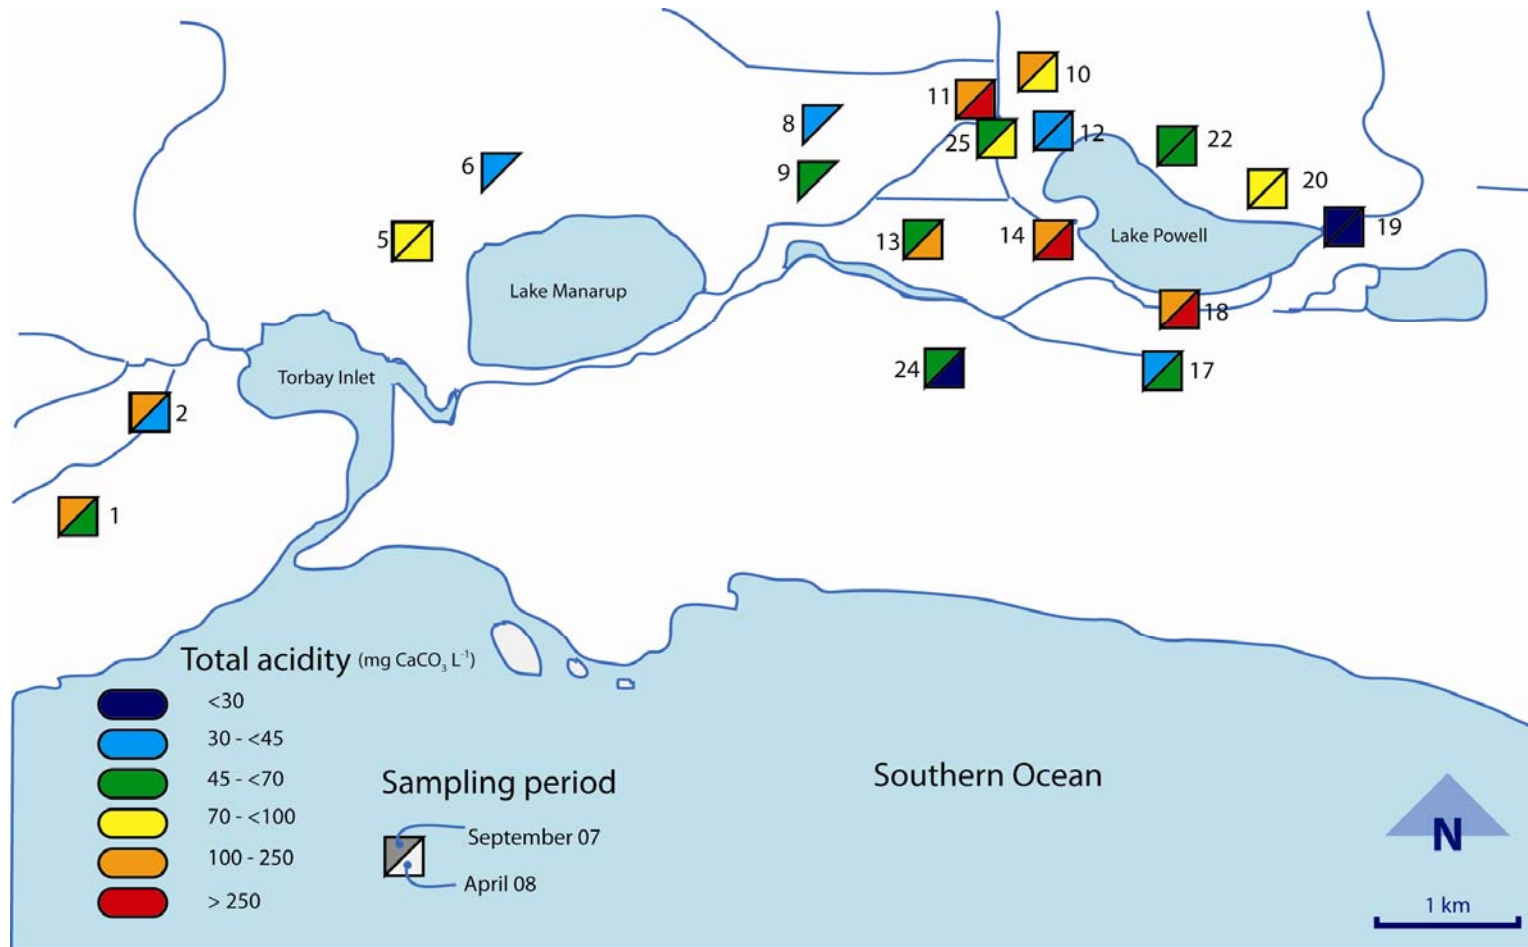 10
11
8
12
25
22
6
9
20
5
13
14
Lake Powell
19
Lake Manarup
18
Torbay Inlet
24
17
2
1
Total acidity (mg CaCO₃ L⁻¹)
<30
30 - <45
45 - <70
70 - <100
100 - 250
> 250
Sampling period
September 07
April 08
Southern Ocean
N
1 km